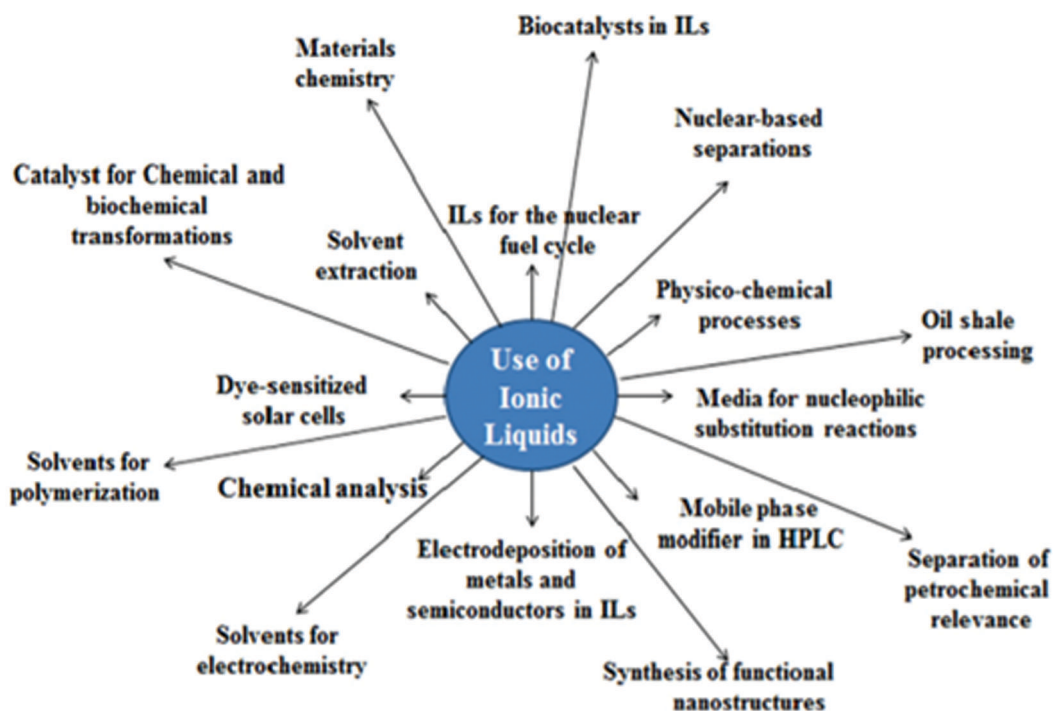 Biocatalysts in ILs
Materials
chemistry
Nuclear-based
separations
Catalyst for Chemical and
biochemical
transformations
ILs for the nuclear
fuel cycle
Solvent
extraction
Physico-chemical
processes
Oil shale
processing
Use of
Ionic
Liquids
Dye-sensitized
solar cells
Media for nucleophilic
substitution reactions
Solvents for
polymerization
Chemical analysis
Mobile phase
modifier in HPLC
Electrodeposition of
metals and
semiconductors in ILs
Separation of
petrochemical
relevance
Solvents for
electrochemistry
Synthesis of functional
nanostructures